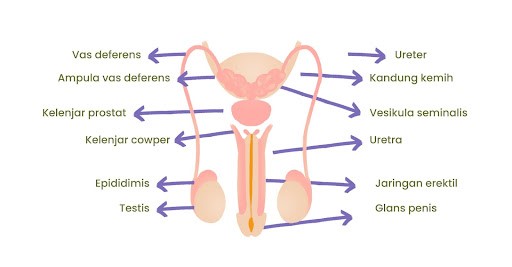 Vas deferens
Ureter
Ampula vas deferens
Kandung kemih
Kelenjar prostat
Vesikula seminalis
Kelenjar cowper
Uretra
Epididimis
Jaringan erektil
Testis
Glans penis